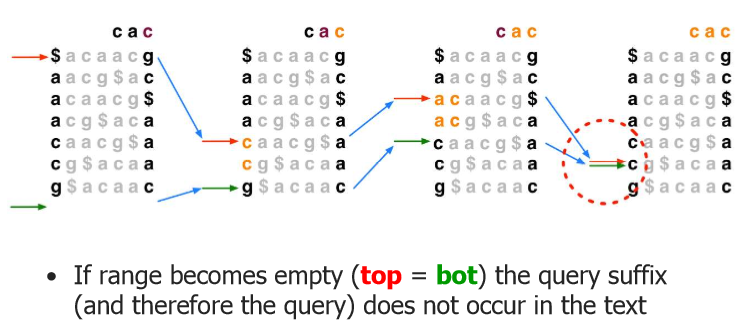 cac cac cac cac
$acaacg $acaacg $acaacg $acaacg
aacg$ac aacg$ac aacg$ac aacg$ac
acaacg$ acaacg$ acaacg$ acaacg$
acg$aca acg$aca acg$aca acg$aca
caacg$a caacg$a caacg$a caacg$a
cg$acaa cg$acaa cg$acaa cg$acaa
g$acaac g$acaac g$acaac g$acaac
• If range becomes empty (top = bot) the query suffix
(and therefore the query) does not occur in the text